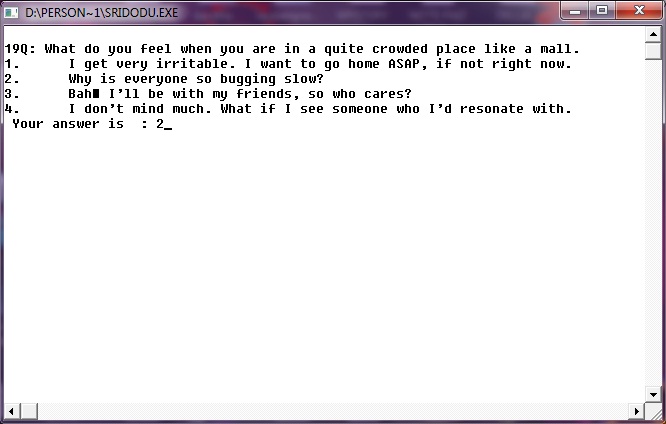 D:\PERSON~1\SRIDODU.EXE
19Q: What do you feel when you are in a quite crowded place like a mall.
1. I get very irritable. I want to go home ASAP, if not right now.
2. Why is everyone so bugging slow?
3. Bah■ I'll be with my friends, so who cares?
4. I don't mind much. What if I see someone who I'd resonate with.
Your answer is : 2_